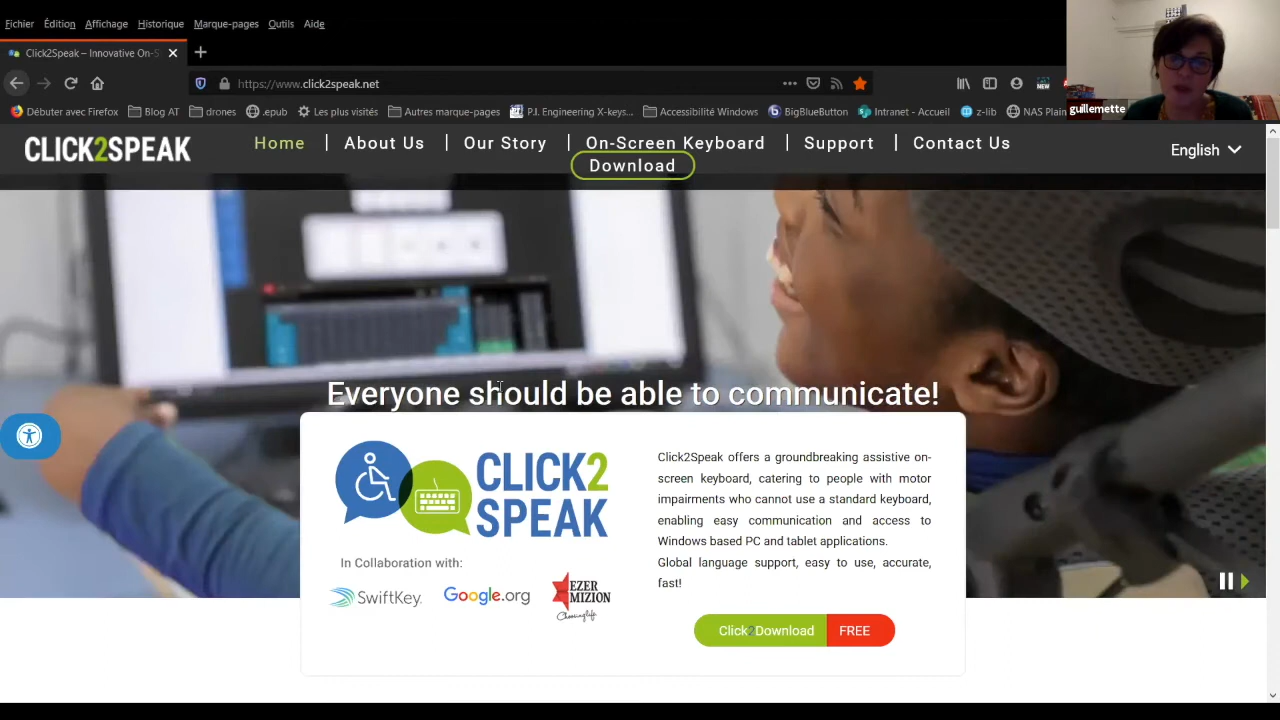 Fichier Édition Affichage Historique Marque-pages Outils Aide
Click2Speak – Innovative On-S
https://www.click2speak.net
NEW
guillemette
Débuter avec Firefox Blog AT drones .epub Les plus visités Autres marque-pages P.I. Engineering X-keys... Accessibilité Windows BigBlueButton Intranet - Accueil z-lib NAS Plain
CLICK2SPEAK
Home About Us Our Story On-Screen Keyboard Support Contact Us
Download
English
Everyone should be able to communicate!
CLICK2
SPEAK
In Collaboration with:
SwiftKey. Google.org EZER
MIZION
Choosing life
Click2Speak offers a groundbreaking assistive on-
screen keyboard, catering to people with motor
impairments who cannot use a standard keyboard,
enabling easy communication and access to
Windows based PC and tablet applications.
Global language support, easy to use, accurate,
fast!
Click2Download FREE